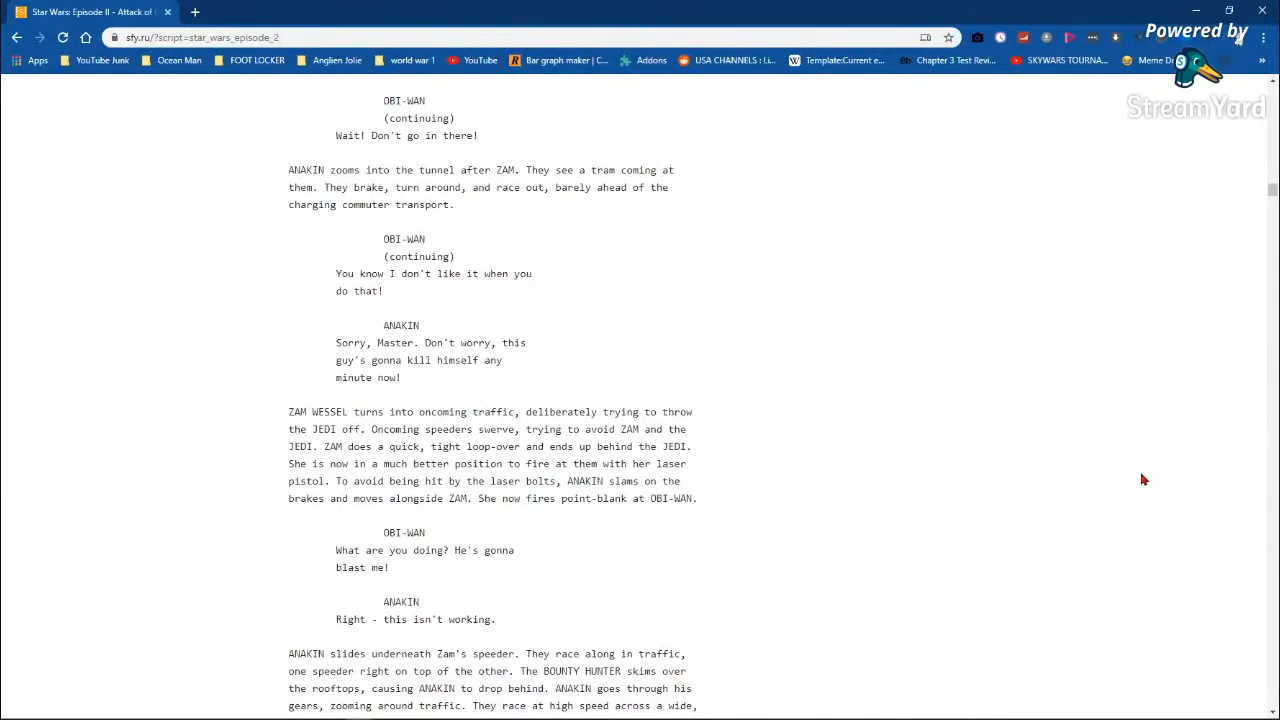 Star Wars: Episode II - Attack of
sfy.ru/?script=star_wars_episode_2
Powered by
Apps
YouTube Junk
Ocean Man
FOOT LOCKER
Anglien Jolie
world war 1
YouTube
Bar graph maker | C...
Addons
USA CHANNELS : Li...
Template:Current e...
Chapter 3 Test Revi...
SKYWARS TOURNA...
Meme De
StreamYard
OBI-WAN
(continuing)
Wait! Don't go in there!
ANAKIN zooms into the tunnel after ZAM. They see a tram coming at
them. They brake, turn around, and race out, barely ahead of the
charging commuter transport.
OBI-WAN
(continuing)
You know I don't like it when you
do that!
ANAKIN
Sorry, Master. Don't worry, this
guy's gonna kill himself any
minute now!
ZAM WESSEL turns into oncoming traffic, deliberately trying to throw
the JEDI off. Oncoming speeders swerve, trying to avoid ZAM and the
JEDI. ZAM does a quick, tight loop-over and ends up behind the JEDI.
She is now in a much better position to fire at them with her laser
pistol. To avoid being hit by the laser bolts, ANAKIN slams on the
brakes and moves alongside ZAM. She now fires point-blank at OBI-WAN.
OBI-WAN
What are you doing? He's gonna
blast me!
ANAKIN
Right - this isn't working.
ANAKIN slides underneath Zam's speeder. They race along in traffic,
one speeder right on top of the other. The BOUNTY HUNTER skims over
the rooftops, causing ANAKIN to drop behind. ANAKIN goes through his
gears, zooming around traffic. They race at high speed across a wide,